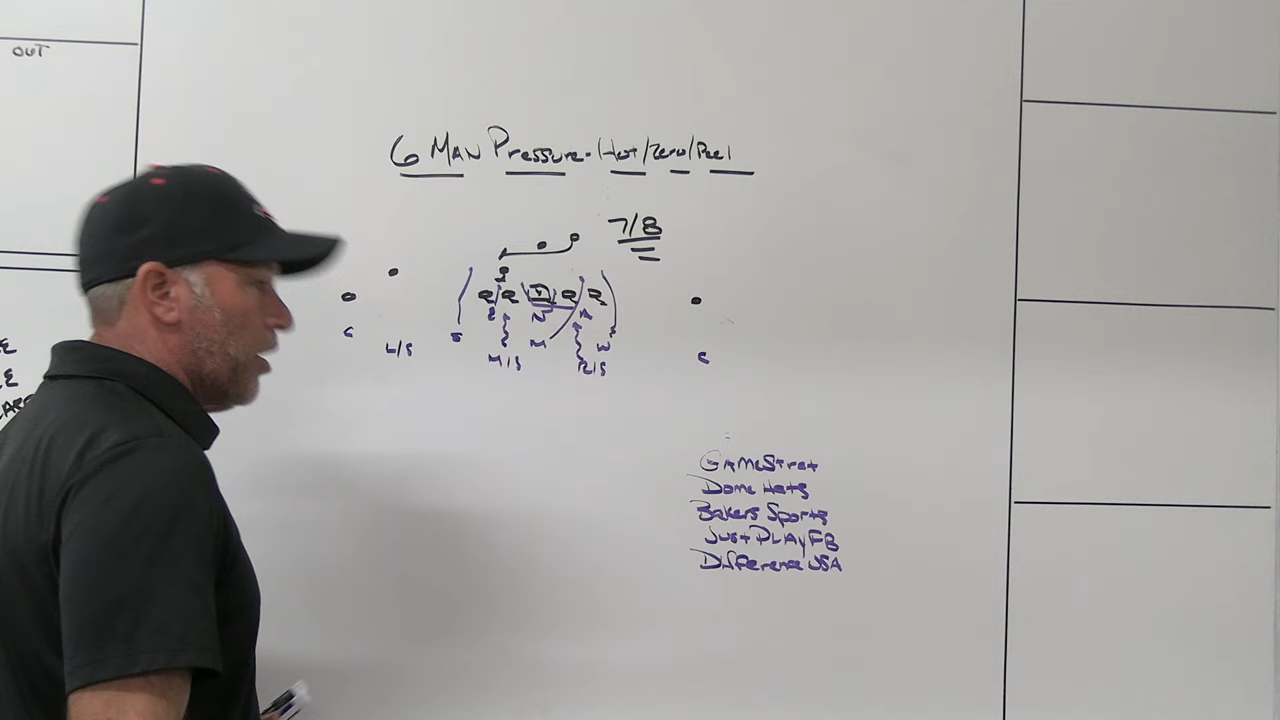 OUT
6 MAN Pressure - Hot/Zero/Peel
7/8
C L/S M/S M R/S W C
GAMeStrat
Dome Hats
Bakers Sports
Just PLAY FB
Difference USA